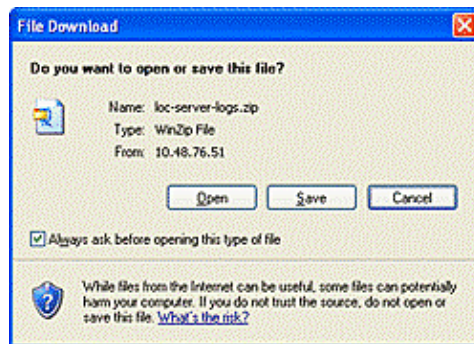 File Download
Do you want to open or save this file?
Name: loc-server-logs.zip
Type: WinZip File
From: 10.48.76.51
Open Save Cancel
Always ask before opening this type of file
While files from the Internet can be useful, some files can potentially
harm your computer. If you do not trust the source, do not open or
save this file. What's the risk?